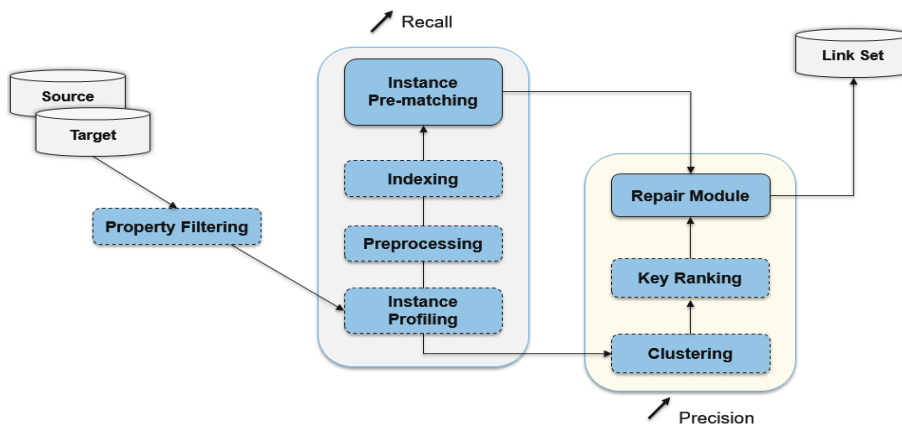 Recall
Source
Target
Property Filtering
Instance
Pre-matching
Indexing
Preprocessing
Instance
Profiling
Link Set
Repair Module
Key Ranking
Clustering
Precision